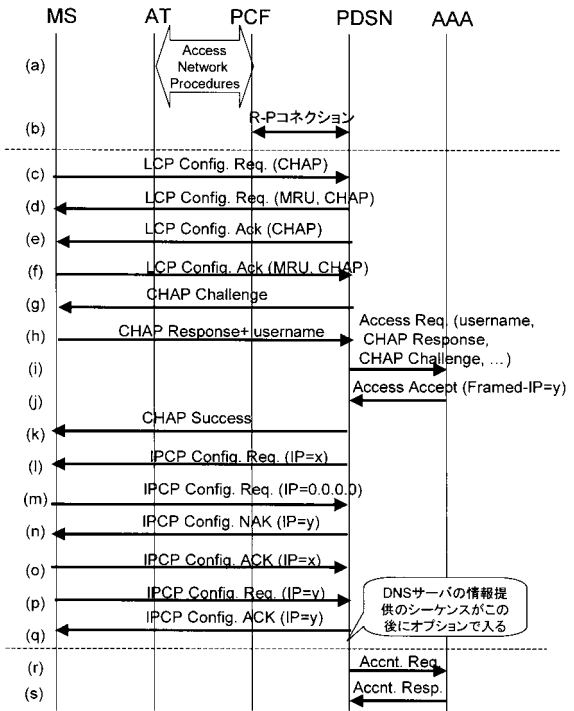 MS AT PCF PDSN AAA
(a)
Access
Network
Procedures
(b)
R-Pコネクション
(c) LCP Config. Req. (CHAP)
(d) LCP Config. Req. (MRU, CHAP)
(e) LCP Config. Ack (CHAP)
(f) LCP Config. Ack (MRU, CHAP)
(g) CHAP Challenge
(h) CHAP Response+ username
Access Req. (username,
CHAP Response,
CHAP Challenge, …)
(i)
(j) Access Accept (Framed-IP=y)
(k) CHAP Success
(l) IPCP Config. Req. (IP=x)
(m) IPCP Config. Req. (IP=0.0.0.0)
(n) IPCP Config. NAK (IP=y)
(o) IPCP Config. ACK (IP=x)
(p) IPCP Config. Req. (IP=y)
(q) IPCP Config. ACK (IP=y)
DNSサーバの情報提
供のシーケンスがこの
後にオプションで入る
(r) Accnt. Req.
(s) Accnt. Resp.